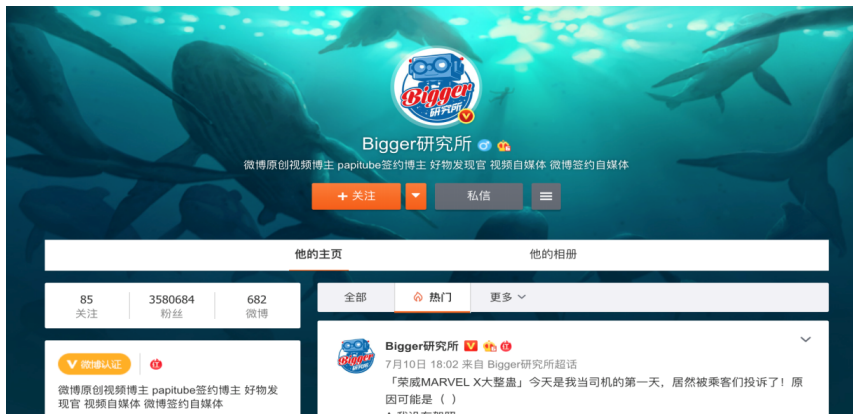 Bigger
研究所
Bigger研究所
微博原创视频博主 papitube签约博主 好物发现官 视频自媒体 微博签约自媒体
+ 关注
私信
他的主页
他的相册
85
关注
3580684
粉丝
682
微博
全部
热门
更多
V 微博认证
微博原创视频博主 papitube签约博主 好物发
现官 视频自媒体 微博签约自媒体
Bigger研究所
7月10日 18:02 来自 Bigger研究所超话
「荣威MARVEL X大整蛊」今天是我当司机的第一天，居然被乘客们投诉了！原
因可能是（ ）